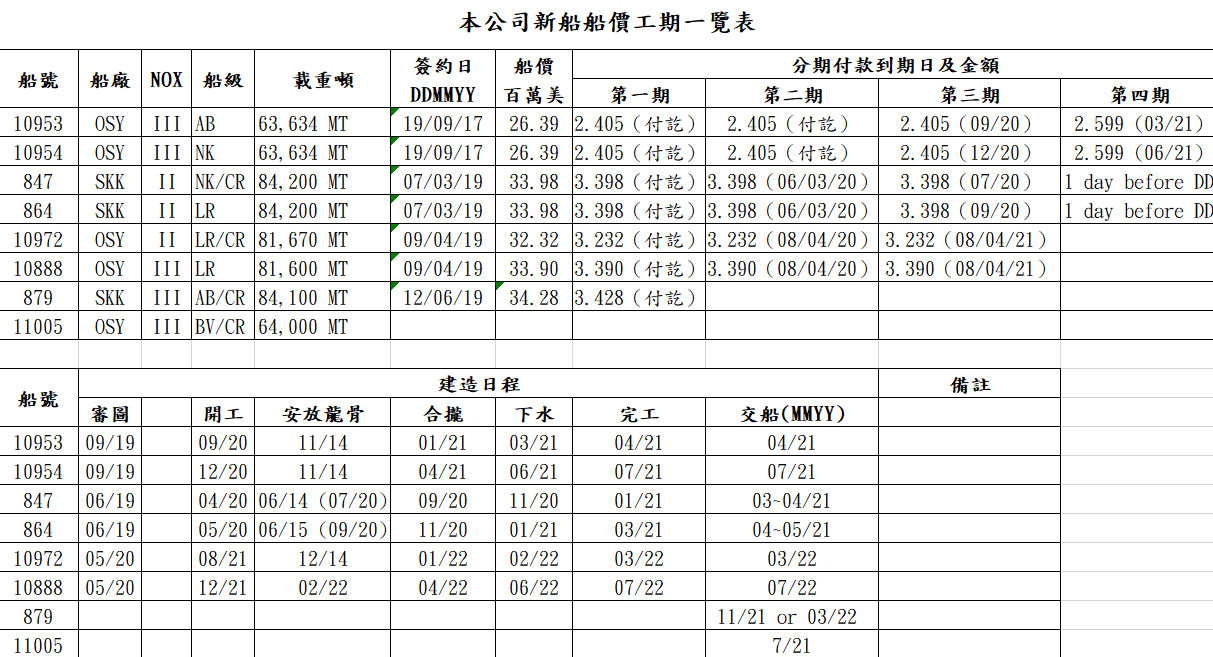 本公司新船船價工期一覽表
船號 船廠 NOX 船級 載重噸 簽約日 DDMMYY 船價 百萬美 分期付款到期日及金額
第一期 第二期 第三期 第四期
10953 OSY III AB 63,634 MT 19/09/17 26.39 2.405 (付訖) 2.405 (付訖) 2.405 (09/20) 2.599 (03/21)
10954 OSY III NK 63,634 MT 19/09/17 26.39 2.405 (付訖) 2.405 (付訖) 2.405 (12/20) 2.599 (06/21)
847 SKK II NK/CR 84,200 MT 07/03/19 33.98 3.398 (付訖) 3.398 (06/03/20) 3.398 (07/20) 1 day before DD
864 SKK II LR 84,200 MT 07/03/19 33.98 3.398 (付訖) 3.398 (06/03/20) 3.398 (09/20) 1 day before DD
10972 OSY II LR/CR 81,670 MT 09/04/19 32.32 3.232 (付訖) 3.232 (08/04/20) 3.232 (08/04/21)
10888 OSY III LR 81,600 MT 09/04/19 33.90 3.390 (付訖) 3.390 (08/04/20) 3.390 (08/04/21)
879 SKK III AB/CR 84,100 MT 12/06/19 34.28 3.428 (付訖)
11005 OSY III BV/CR 64,000 MT
船號 建造日程 備註
審圖 開工 安放龍骨 合攏 下水 完工 交船(MMYY)
10953 09/19 09/20 11/14 01/21 03/21 04/21 04/21
10954 09/19 12/20 11/14 04/21 06/21 07/21 07/21
847 06/19 04/20 06/14 (07/20) 09/20 11/20 01/21 03~04/21
864 06/19 05/20 06/15 (09/20) 11/20 01/21 03/21 04~05/21
10972 05/20 08/21 12/14 01/22 02/22 03/22 03/22
10888 05/20 12/21 02/22 04/22 06/22 07/22 07/22
879 11/21 or 03/22
11005 7/21